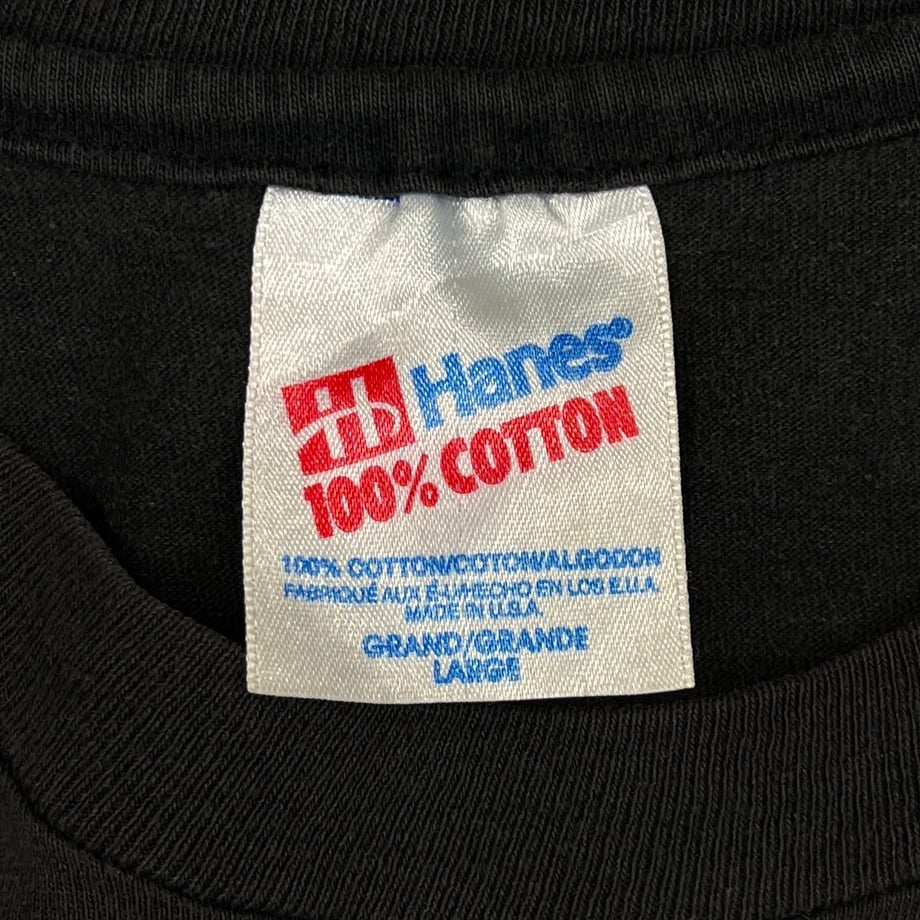 Hanes®
100% COTTON
100% COTTON/COTON/ALGODON
FABRIQUÉ AUX É-U/HECHO EN LOS E.U.A.
MADE IN U.S.A.
GRAND/GRANDE
LARGE